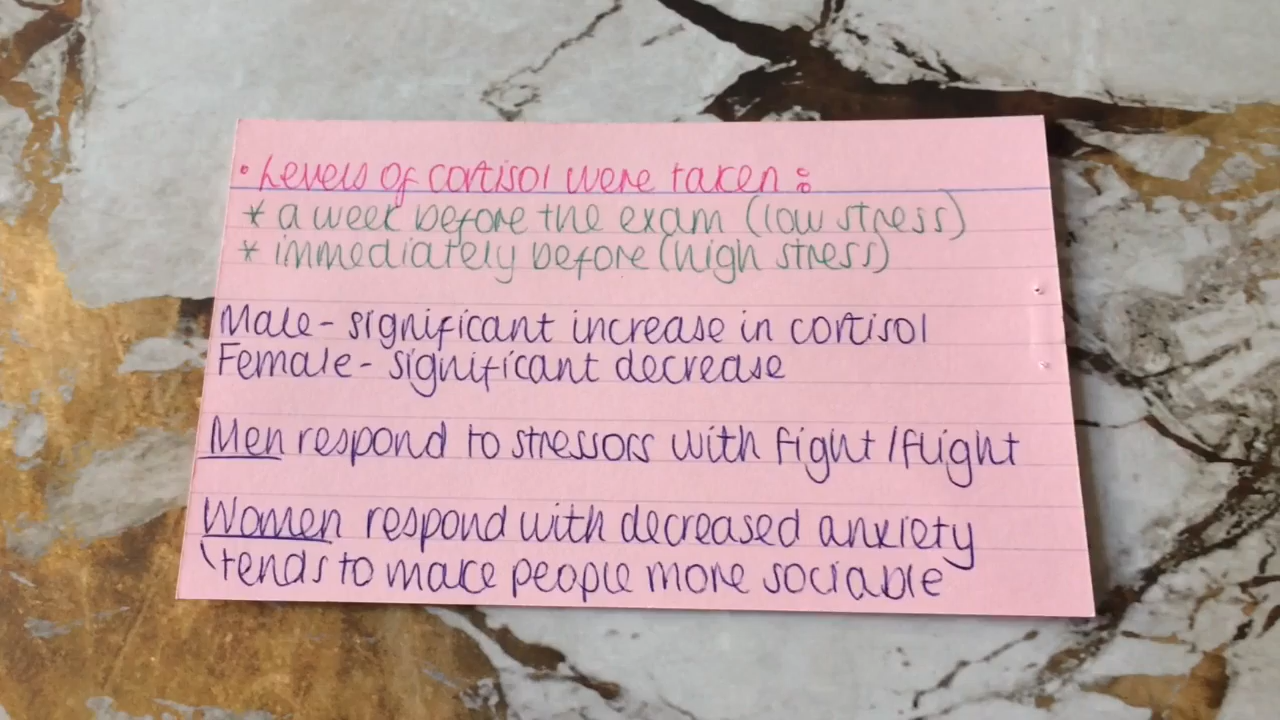 • Levels of cortisol were taken :
* a week before the exam (low stress)
* immediately before (high stress)
Male - significant increase in cortisol
Female - significant decrease
Men respond to stressors with fight/flight
Women respond with decreased anxiety
\tends to make people more sociable